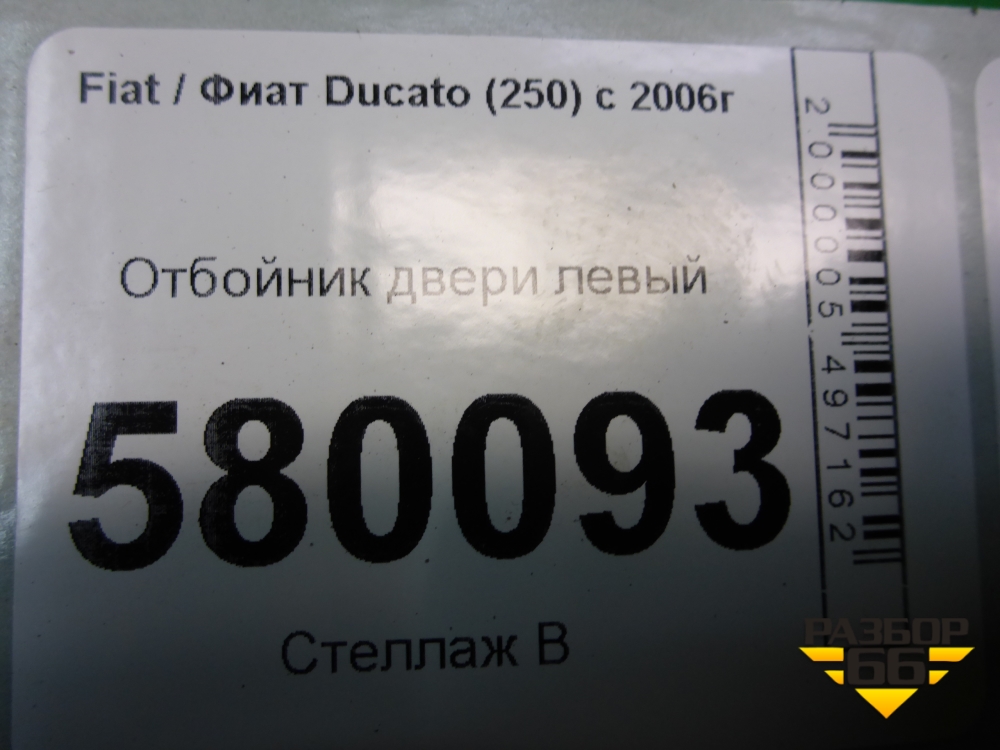 Fiat / Фиат Ducato (250) с 2006г
Отбойник двери левый
580093
Стеллаж В
2000005497162
РАЗБОР
66